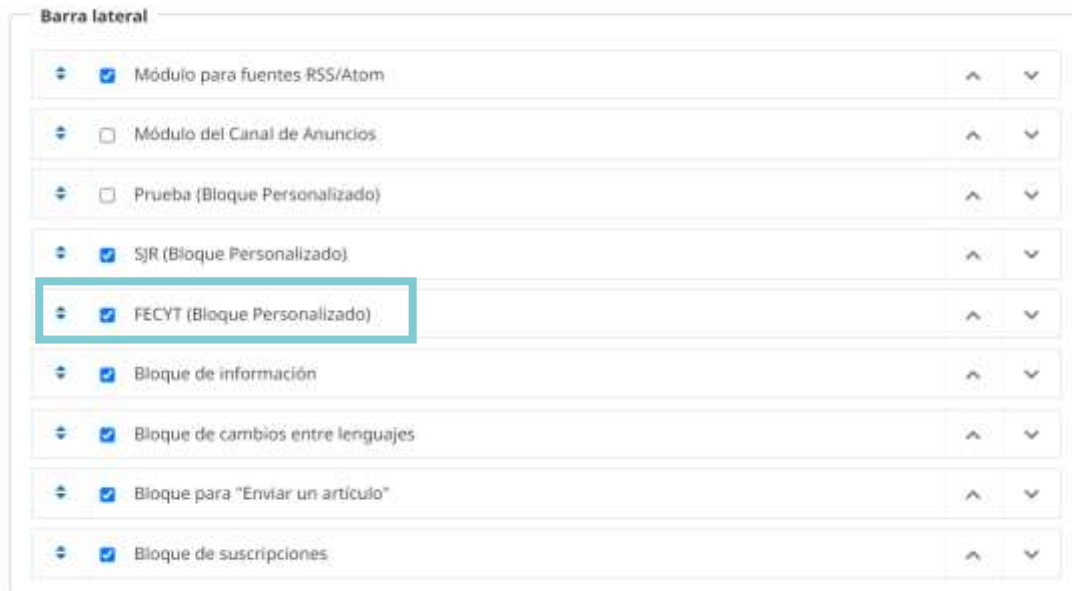 Barra lateral
Módulo para fuentes RSS/Atom
Módulo del Canal de Anuncios
Prueba (Bloque Personalizado)
SJR (Bloque Personalizado)
FECYT (Bloque Personalizado)
Bloque de información
Bloque de cambios entre lenguajes
Bloque para "Enviar un artículo"
Bloque de suscripciones